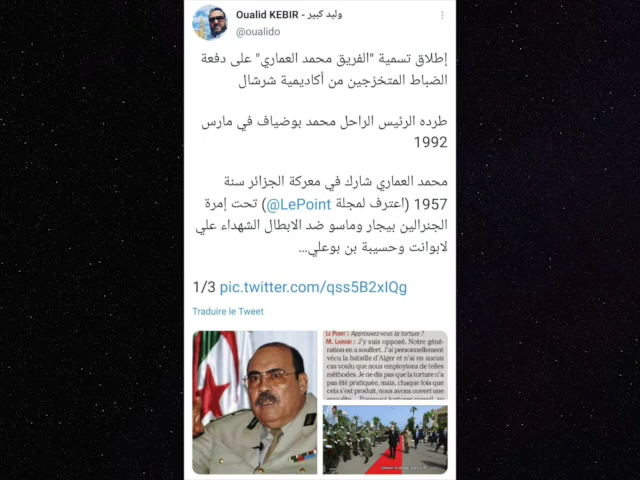 Oualid KEBIR - وليد كبير
@oualido
إطلاق تسمية "الفريق محمد العماري" على دفعة
الضباط المتخرجين من أكاديمية شرشال
طرده الرئيس الراحل محمد بوضياف في مارس
1992
محمد العماري شارك في معركة الجزائر سنة
1957 (اعترف لمجلة @LePoint) تحت إمرة
الجنرالين بيجار وماسو ضد الابطال الشهداء علي
لابوانت وحسيبة بن بوعلي...
1/3 pic.twitter.com/qss5B2xIQg
Traduire le Tweet
LE POINT : Approuvez-vous la torture ?
M. LAMARI : J'y suis opposé. Notre géné-
ration en a souffert. J'ai personnellement
vécu la bataille d'Alger et n'ai en aucun
cas voulu que nous employions de telles
méthodes. Je ne dis pas que la torture n'a
pas été pratiquée, mais, chaque fois que
cela s'est produit, nous avons ouvert une
enquête...